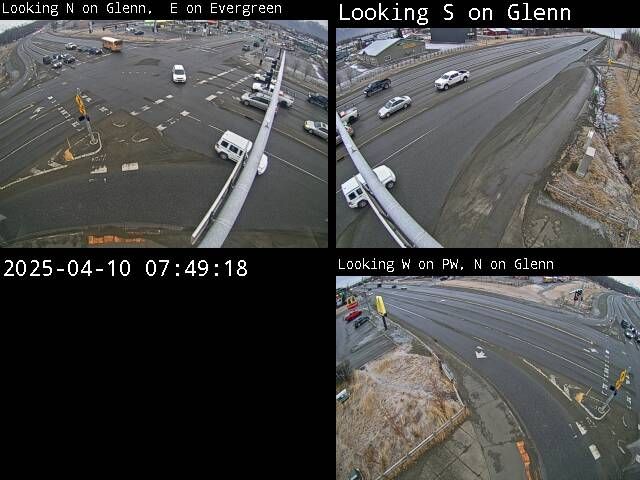 Looking N on Glenn,  E on Evergreen
Looking S on Glenn
2025-04-10 07:49:18
Looking W on PW, N on Glenn